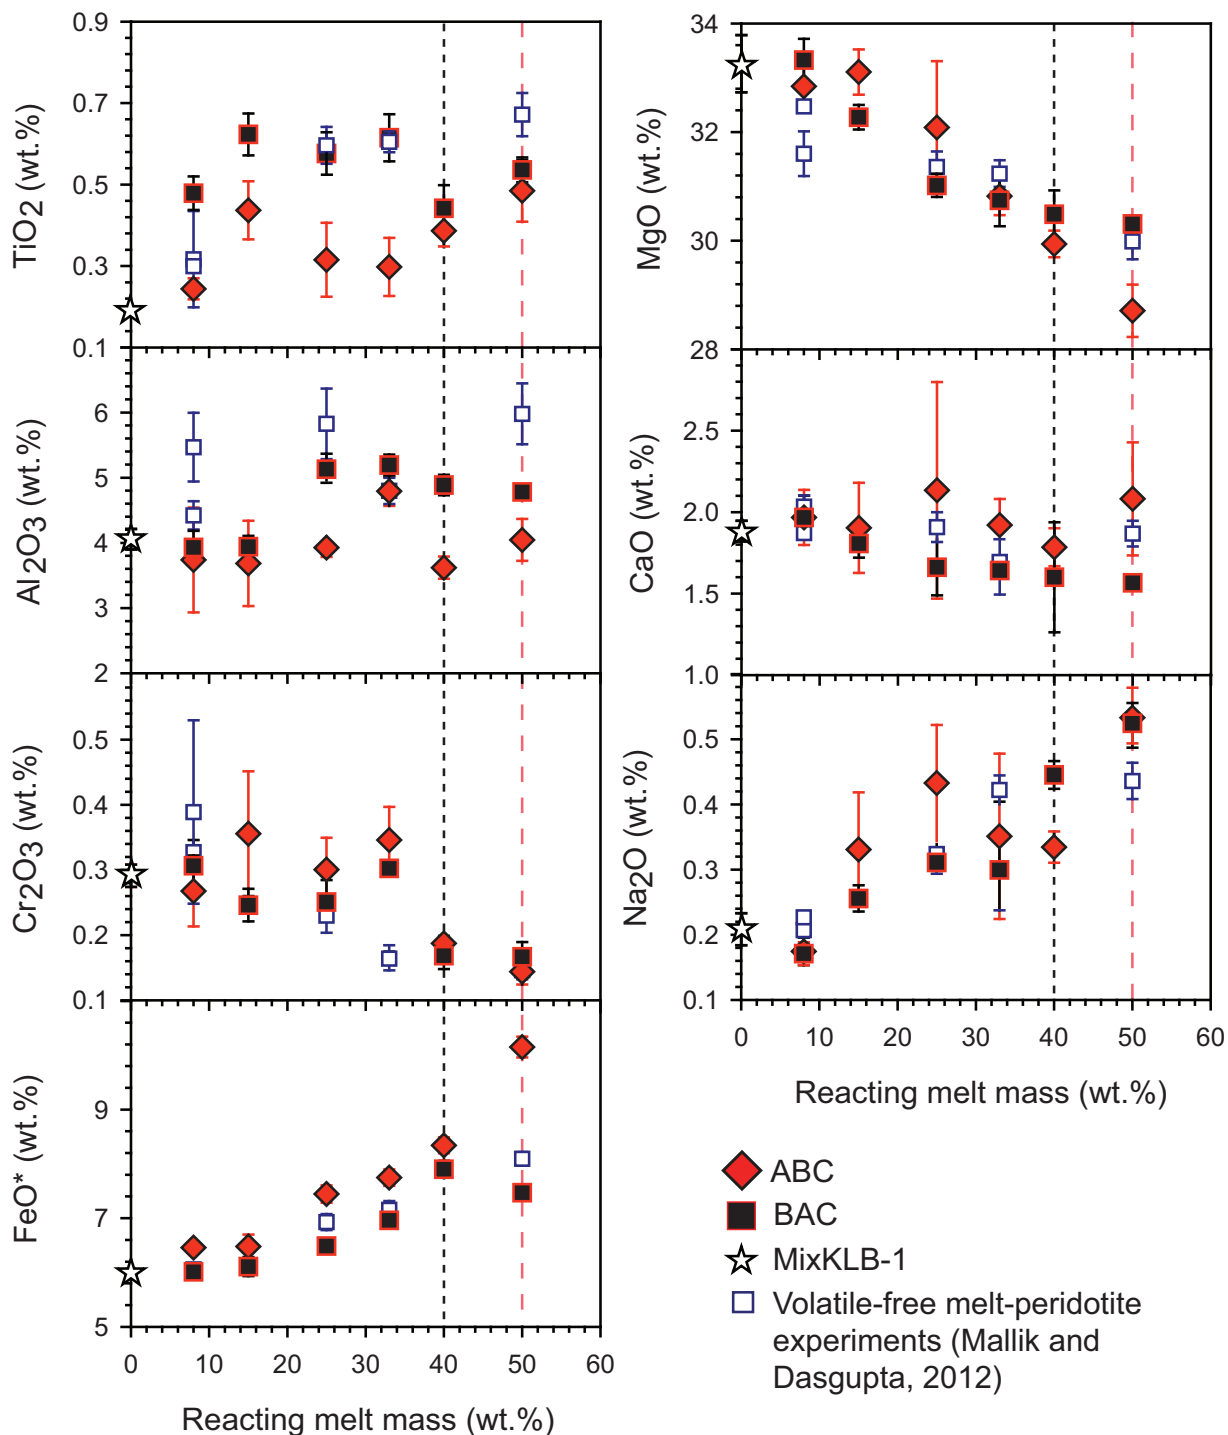 TiO2 (wt.%)
0.9
0.7
0.5
0.3
0.1
Al2O3 (wt.%)
6
5
4
3
2
Cr2O3 (wt.%)
0.5
0.4
0.3
0.2
0.1
FeO* (wt.%)
9
7
5
0 10 20 30 40 50 60
Reacting melt mass (wt.%)
MgO (wt.%)
34
32
30
28
CaO (wt.%)
2.5
2.0
1.5
1.0
Na2O (wt.%)
0.5
0.4
0.3
0.2
0.1
0 10 20 30 40 50 60
Reacting melt mass (wt.%)
ABC
BAC
MixKLB-1
Volatile-free melt-peridotite
experiments (Mallik and
Dasgupta, 2012)